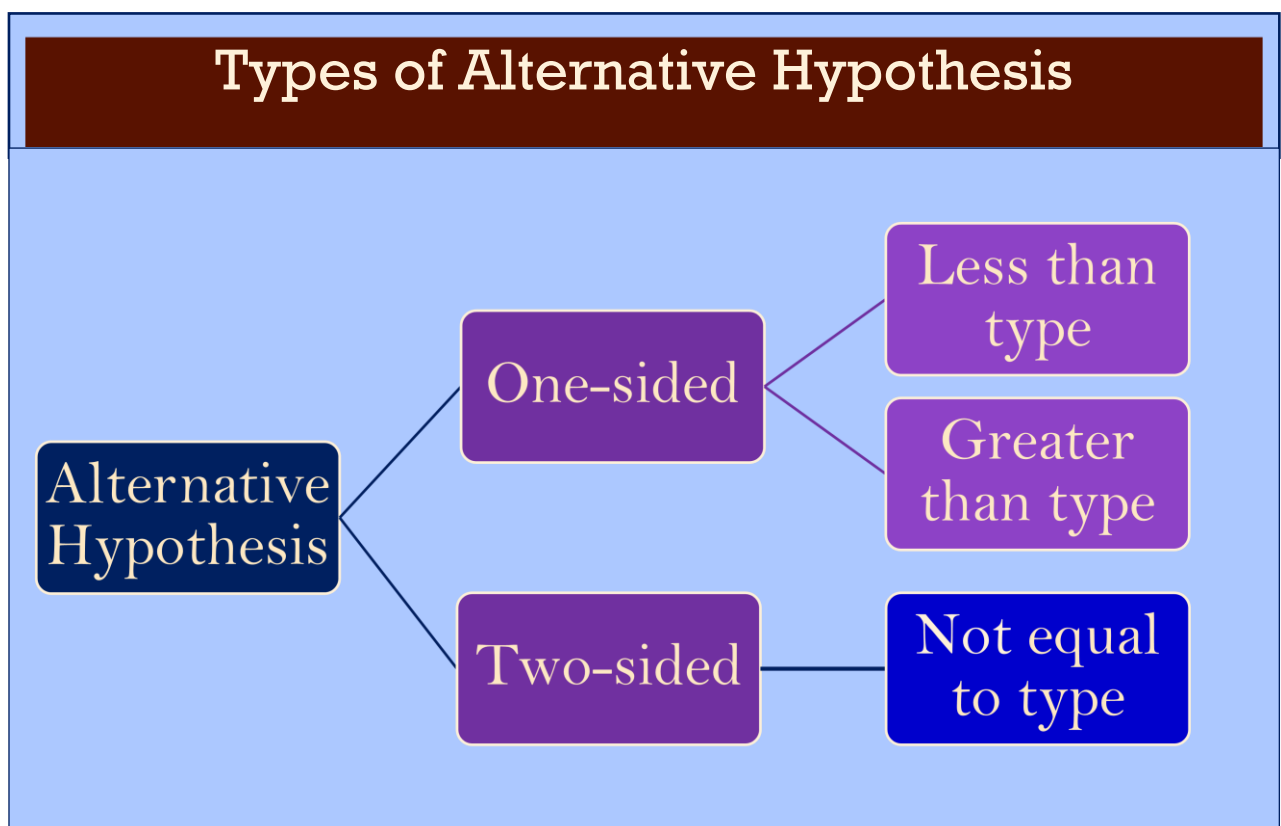 Types of Alternative Hypothesis
Alternative
Hypothesis
One-sided
Less than
type
Greater
than type
Two-sided
Not equal
to type